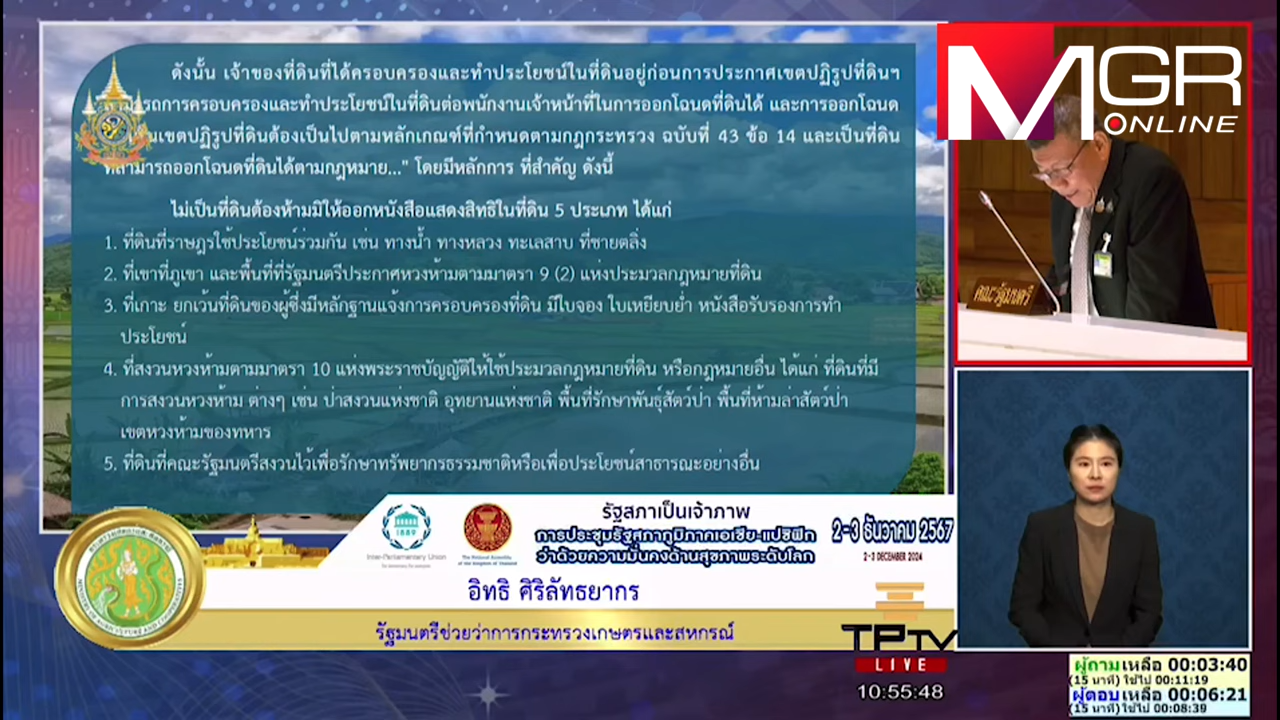 ดังนั้น เจ้าของที่ดินที่ได้ครอบครองและทำประโยชน์ในที่ดินอยู่ก่อนการประกาศเขตปฏิรูปที่ดินฯ
รถการครอบครองและทำประโยชน์ในที่ดินต่อพนักงานเจ้าหน้าที่ในการออกโฉนดที่ดินได้ และการออกโฉนด
นเขตปฏิรูปที่ดินต้องเป็นไปตามหลักเกณฑ์ที่กำหนดตามกฎกระทรวง ฉบับที่ 43 ข้อ 14 และเป็นที่ดิน
ที่สามารถออกโฉนดที่ดินได้ตามกฎหมาย..." โดยมีหลักการ ที่สำคัญ ดังนี้
ไม่เป็นที่ดินต้องห้ามมิให้ออกหนังสือแสดงสิทธิในที่ดิน 5 ประเภท ได้แก่
1. ที่ดินที่ราษฎรใช้ประโยชน์ร่วมกัน เช่น ทางน้ำ ทางหลวง ทะเลสาบ ที่ชายตลิ่ง
2. ที่เขาที่ภูเขา และพื้นที่ที่รัฐมนตรีประกาศหวงห้ามตามมาตรา 9 (2) แห่งประมวลกฎหมายที่ดิน
3. ที่เกาะ ยกเว้นที่ดินของผู้ซึ่งมีหลักฐานแจ้งการครอบครองที่ดิน มีใบจอง ใบเหยียบย่ำ หนังสือรับรองการทำ
ประโยชน์
4. ที่สงวนหวงห้ามตามมาตรา 10 แห่งพระราชบัญญัติให้ใช้ประมวลกฎหมายที่ดิน หรือกฎหมายอื่น ได้แก่ ที่ดินที่มี
การสงวนหวงห้าม ต่างๆ เช่น ป่าสงวนแห่งชาติ อุทยานแห่งชาติ พื้นที่รักษาพันธุ์สัตว์ป่า พื้นที่ห้ามล่าสัตว์ป่า
เขตหวงห้ามของทหาร
5. ที่ดินที่คณะรัฐมนตรีสงวนไว้เพื่อรักษาทรัพยากรธรรมชาติหรือเพื่อประโยชน์สาธารณะอย่างอื่น
MGR
ONLINE
คณะรัฐมนตรี
1889
Inter-Parliamentary Union
For democracy. For everyone.
The National Assembly
of the Kingdom of Thailand
รัฐสภาเป็นเจ้าภาพ
การประชุมรัฐสภาภูมิภาคเอเชีย-แปซิฟิก
ว่าด้วยความมั่นคงด้านสุขภาพระดับโลก
2-3 ธันวาคม 2567
2-3 DECEMBER 2024
อิทธิ ศิริลัทธยากร
รัฐมนตรีช่วยว่าการกระทรวงเกษตรและสหกรณ์
TPTV
LIVE
10:55:48
ผู้ถามเหลือ 00:03:40
(15 นาที) ใช้ไป 00:11:19
ผู้ตอบเหลือ 00:06:21
(15 นาที) ใช้ไป 00:08:39